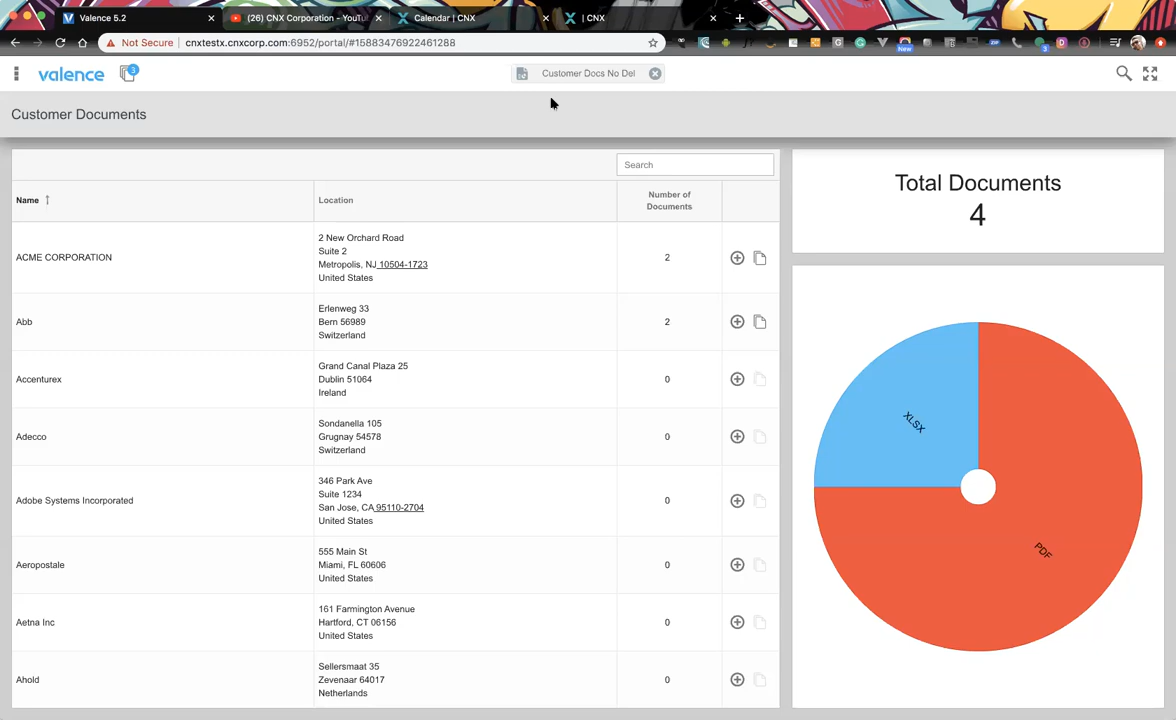 Valence 5.2
(26) CNX Corporation - YouTu
Calendar | CNX
| CNX
Not Secure
cnxtestx.cnxcorp.com:6952/portal/#15883476922461288
New
3
valence
3
Customer Docs No Del
Customer Documents
Search
Name
Location
Number of
Documents
ACME CORPORATION
2 New Orchard Road
Suite 2
Metropolis, NJ 10504-1723
United States
2
Abb
Erlenweg 33
Bern 56989
Switzerland
2
Accenturex
Grand Canal Plaza 25
Dublin 51064
Ireland
0
Adecco
Sondanella 105
Grugnay 54578
Switzerland
0
Adobe Systems Incorporated
346 Park Ave
Suite 1234
San Jose, CA 95110-2704
United States
0
Aeropostale
555 Main St
Miami, FL 60606
United States
0
Aetna Inc
161 Farmington Avenue
Hartford, CT 06156
United States
0
Ahold
Sellersmaat 35
Zevenaar 64017
Netherlands
0
Total Documents
4
XLSX
PDF